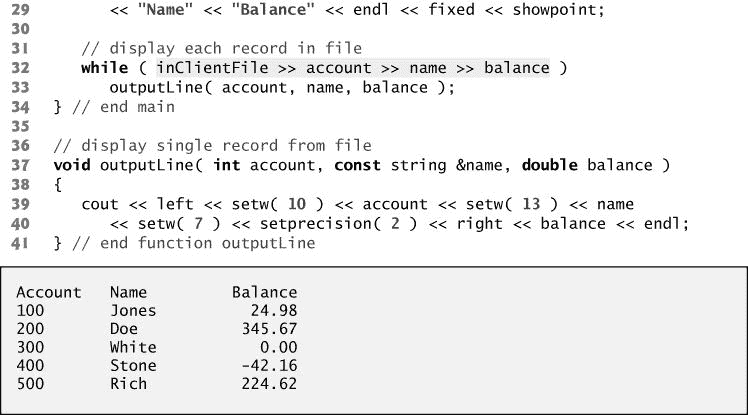 29 << "Name" << "Balance" << endl << fixed << showpoint;
30
31 // display each record in file
32 while ( inClientFile >> account >> name >> balance )
33 outputLine( account, name, balance );
34 } // end main
35
36 // display single record from file
37 void outputLine( int account, const string &name, double balance )
38 {
39 cout << left << setw( 10 ) << account << setw( 13 ) << name
40 << setw( 7 ) << setprecision( 2 ) << right << balance << endl;
41 } // end function outputLine
Account Name Balance
100 Jones 24.98
200 Doe 345.67
300 White 0.00
400 Stone -42.16
500 Rich 224.62